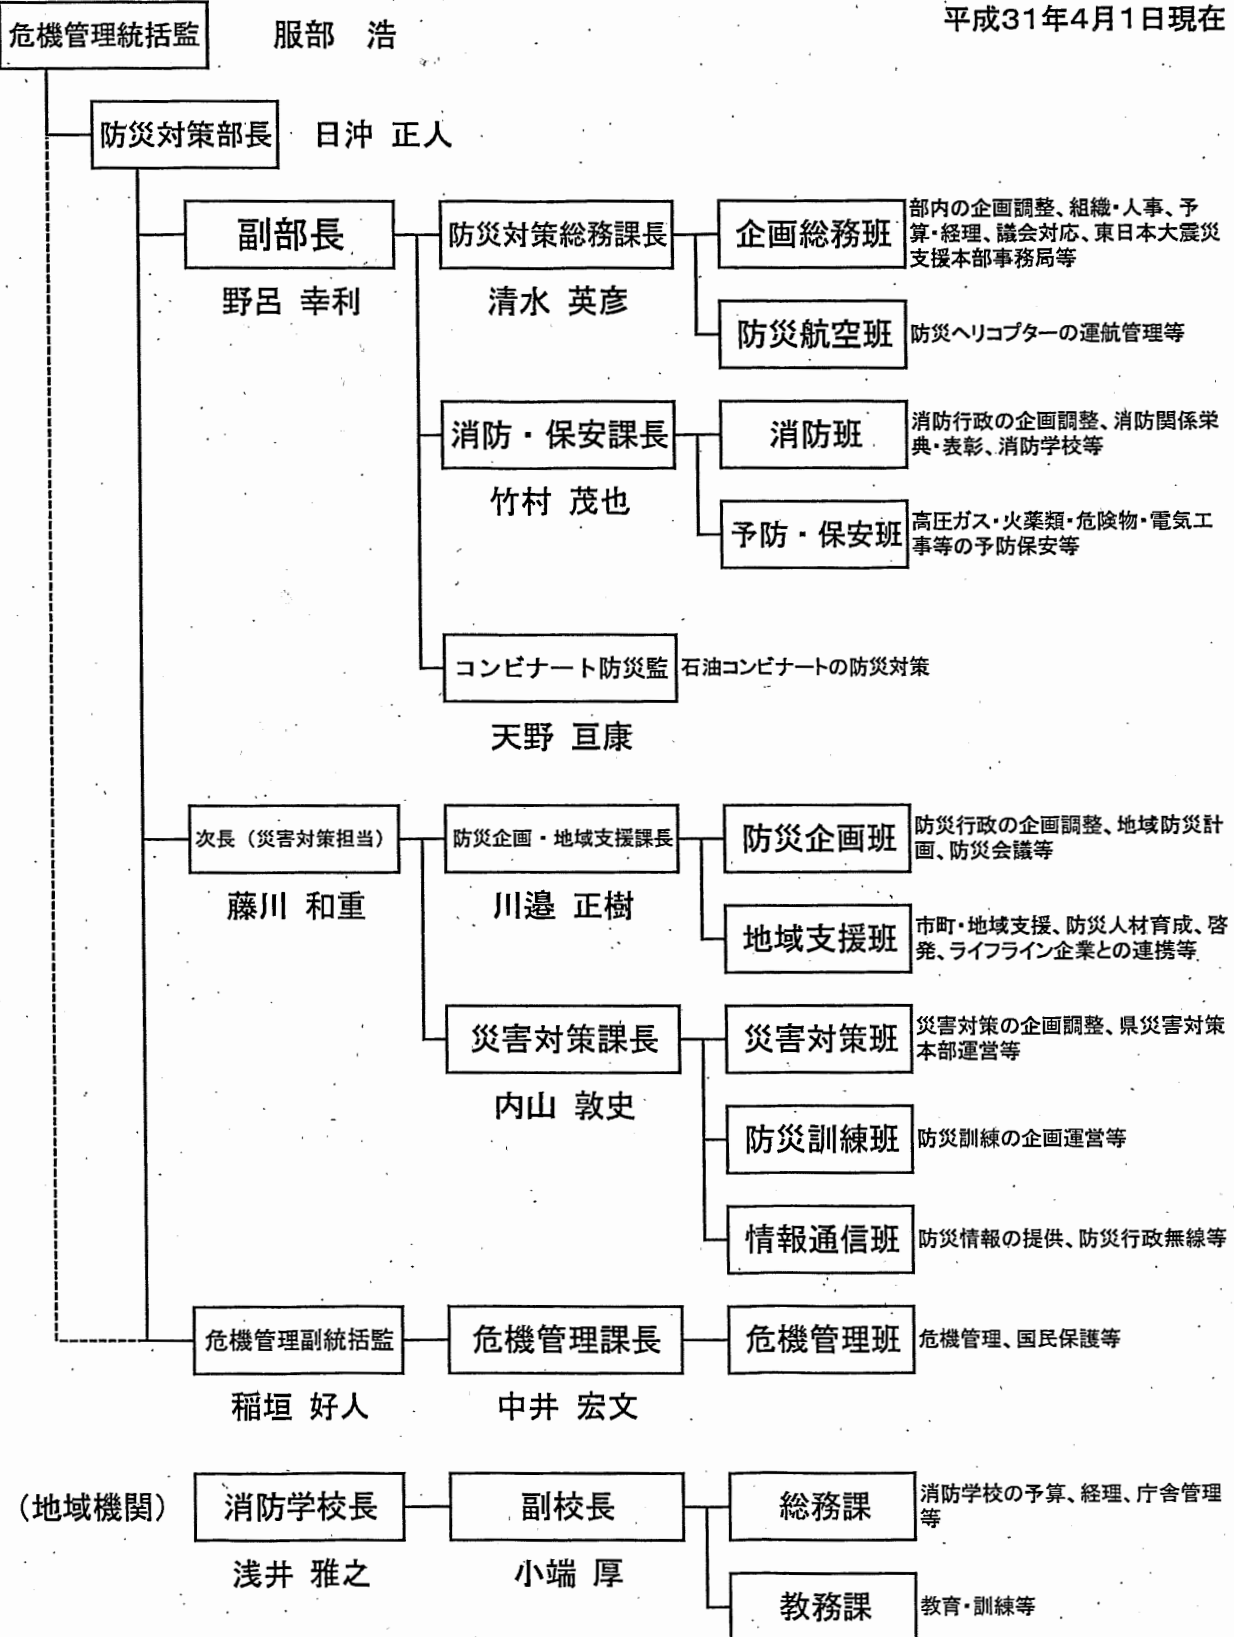 平成31年4月1日現在
危機管理統括監
服部 浩
防災対策部長
日沖 正人
副部長
野呂 幸利
防災対策総務課長
清水 英彦
企画総務班
部内の企画調整、組織・人事、予
算・経理、議会対応、東日本大震災
支援本部事務局等
防災航空班
防災ヘリコプターの運航管理等
消防・保安課長
竹村 茂也
消防班
消防行政の企画調整、消防関係栄
典・表彰、消防学校等
予防・保安班
高圧ガス・火薬類・危険物・電気工
事等の予防保安等
コンビナート防災監
石油コンビナートの防災対策
天野 亘康
次長（災害対策担当）
藤川 和重
防災企画・地域支援課長
川邉 正樹
防災企画班
防災行政の企画調整、地域防災計
画、防災会議等
地域支援班
市町・地域支援、防災人材育成、啓
発、ライフライン企業との連携等
災害対策課長
内山 敦史
災害対策班
災害対策の企画調整、県災害対策
本部運営等
防災訓練班
防災訓練の企画運営等
情報通信班
防災情報の提供、防災行政無線等
危機管理副統括監
稲垣 好人
危機管理課長
中井 宏文
危機管理班
危機管理、国民保護等
（地域機関）
消防学校長
浅井 雅之
副校長
小端 厚
総務課
消防学校の予算、経理、庁舎管理
等
教務課
教育・訓練等